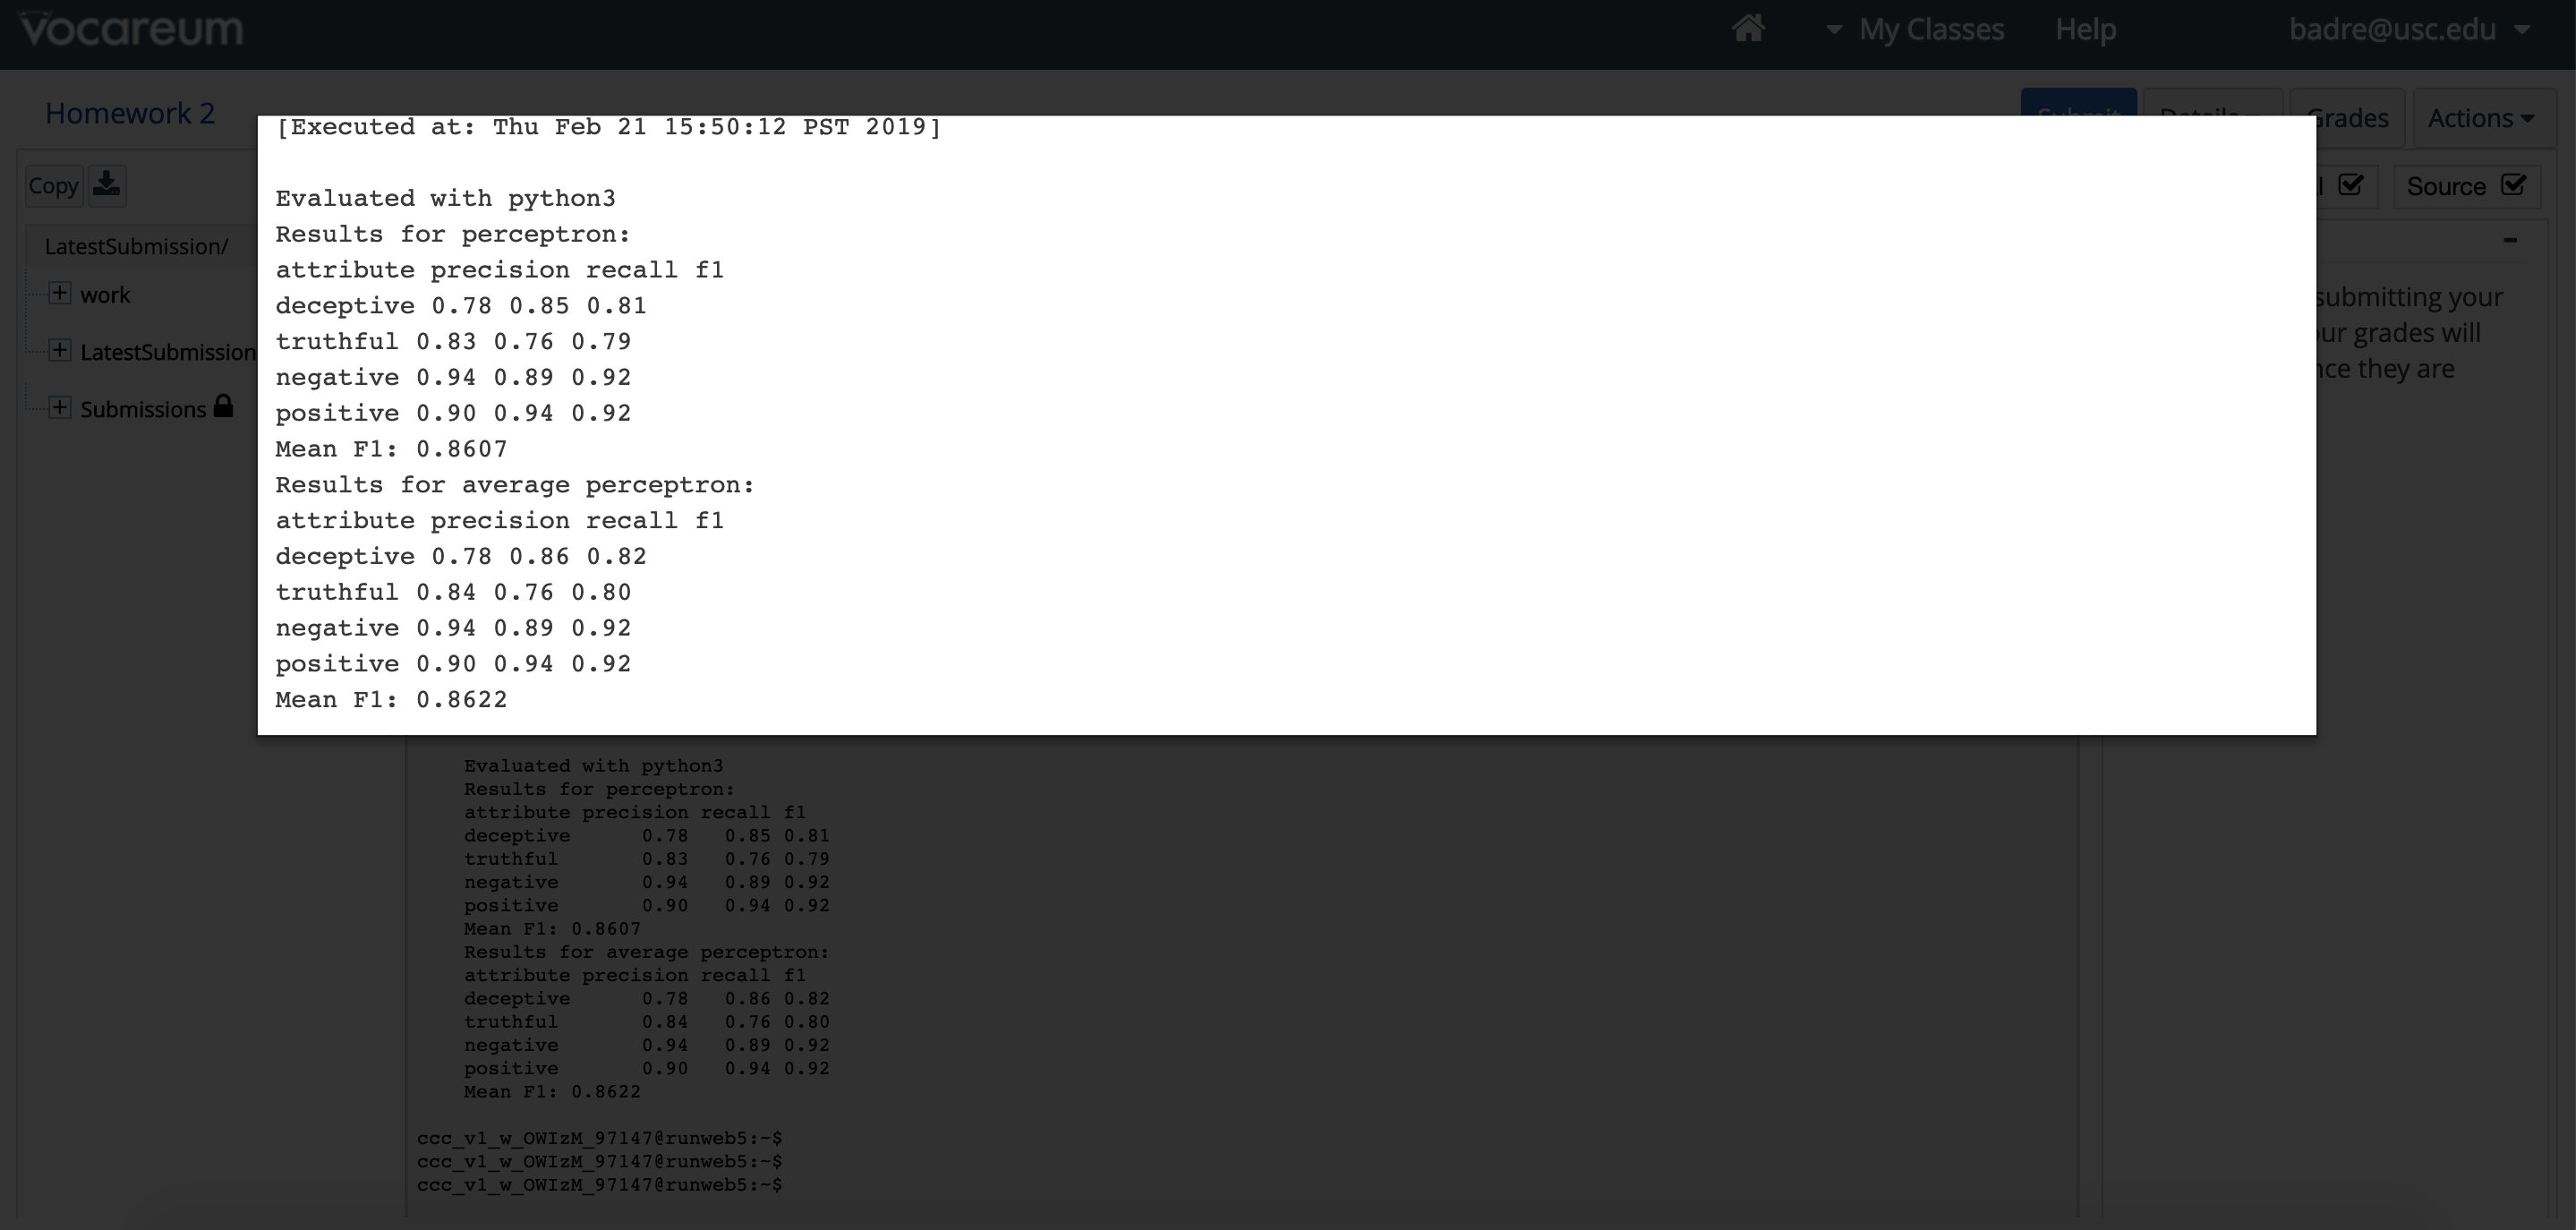 vocareum
My Classes
Help
badre@usc.edu
Homework 2
Submit
Details
Grades
Actions
[Executed at: Thu Feb 21 15:50:12 PST 2019]
Copy
Source
Evaluated with python3
Results for perceptron:
attribute precision recall f1
deceptive 0.78 0.85 0.81
truthful 0.83 0.76 0.79
negative 0.94 0.89 0.92
positive 0.90 0.94 0.92
Mean F1: 0.8607
Results for average perceptron:
attribute precision recall f1
deceptive 0.78 0.86 0.82
truthful 0.84 0.76 0.80
negative 0.94 0.89 0.92
positive 0.90 0.94 0.92
Mean F1: 0.8622
LatestSubmission/
work
LatestSubmission
Submissions
submitting your
grades will
they are
Evaluated with python3
Results for perceptron:
attribute precision recall f1
deceptive 0.78 0.85 0.81
truthful 0.83 0.76 0.79
negative 0.94 0.89 0.92
positive 0.90 0.94 0.92
Mean F1: 0.8607
Results for average perceptron:
attribute precision recall f1
deceptive 0.78 0.86 0.82
truthful 0.84 0.76 0.80
negative 0.94 0.89 0.92
positive 0.90 0.94 0.92
Mean F1: 0.8622
ccc_v1_w_OWIzM_97147@runweb5:~$
ccc_v1_w_OWIzM_97147@runweb5:~$
ccc_v1_w_OWIzM_97147@runweb5:~$